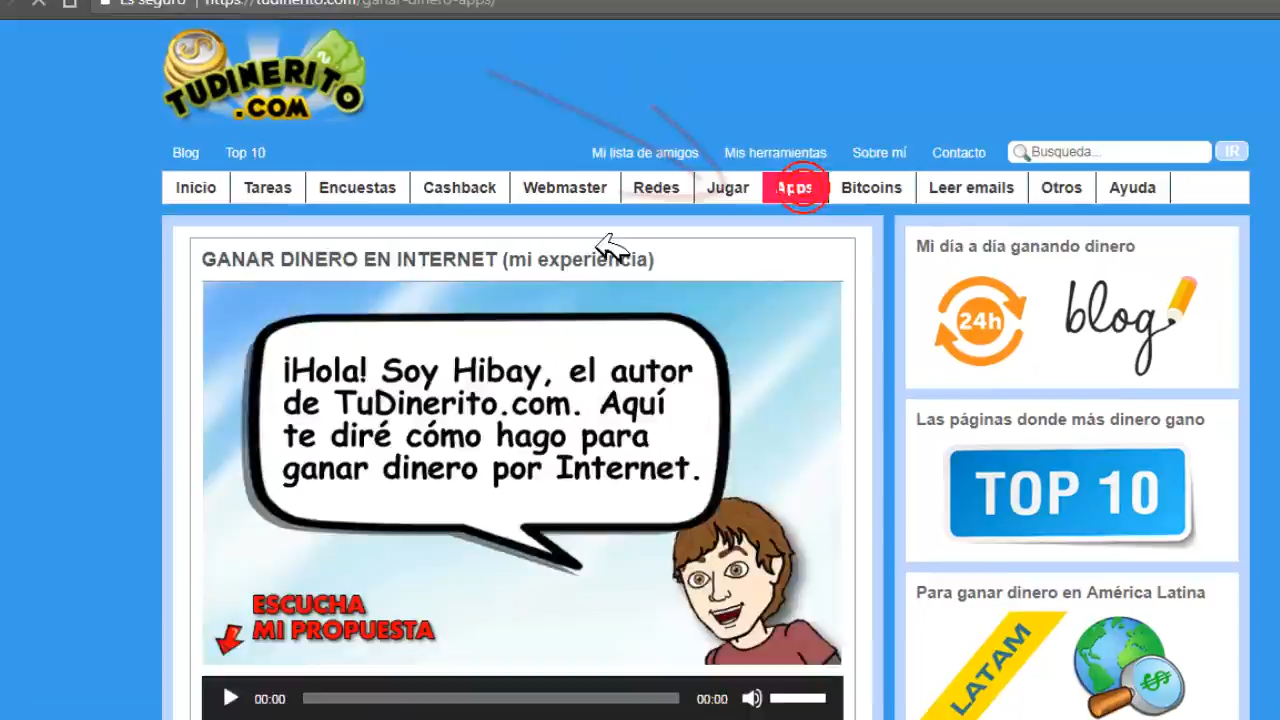 Es seguro | https://tudinerito.com/ganar-dinero-apps/
TUDINERITO
.COM
Blog Top 10 Mi lista de amigos Mis herramientas Sobre mí Contacto Busqueda... IR
Inicio Tareas Encuestas Cashback Webmaster Redes Jugar Apps Bitcoins Leer emails Otros Ayuda
GANAR DINERO EN INTERNET (mi experiencia)
¡Hola! Soy Hibay, el autor
de TuDinerito.com. Aquí
te diré cómo hago para
ganar dinero por Internet.
ESCUCHA
MI PROPUESTA
00:00 00:00
Mi día a día ganando dinero
24h blog
Las páginas donde más dinero gano
TOP 10
Para ganar dinero en América Latina
LATAM